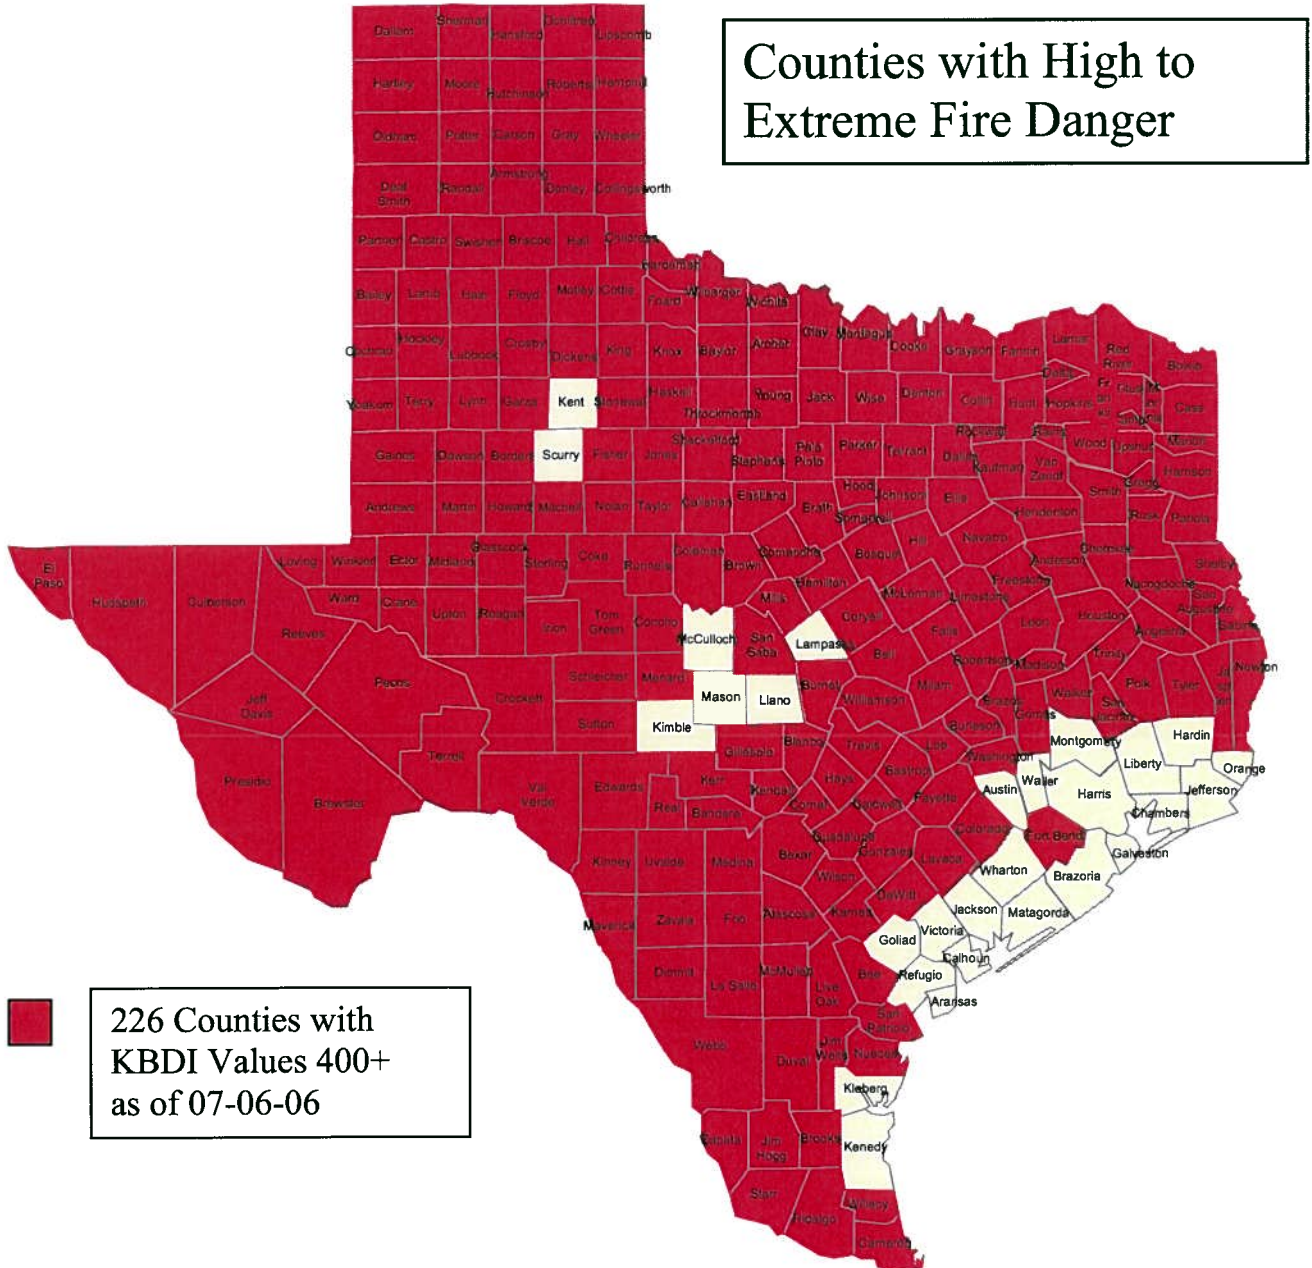 Counties with High to
Extreme Fire Danger
Dallam Sherman Hansford Ochiltree Lipscomb
Hartley Moore Hutchinson Roberts Hemphill
Oldham Potter Carson Gray Wheeler
Deaf Smith Randall Armstrong Donley Collingsworth
Parmer Castro Swisher Briscoe Hall Childress
Hardeman
Bailey Lamb Hale Floyd Motley Cottle Foard Wilbarger Wichita
Cochran Hockley Lubbock Crosby Dickens King Knox Baylor Archer Clay Montague Cooke Grayson Fannin Lamar Red River Bowie
Yoakum Terry Lynn Garza Kent Stonewall Haskell Throckmorton Young Jack Wise Denton Collin Hunt Delta Hopkins Cass
Gaines Dawson Borden Scurry Fisher Jones Shackelford Stephens Palo Pinto Parker Tarrant Dallas Rockwall Kaufman Rains Van Zandt Wood Upshur Marion Harrison
Andrews Martin Howard Mitchell Nolan Taylor Callahan Eastland Erath Hood Somervell Johnson Ellis Henderson Smith Gregg Rusk Panola
El Paso Hudspeth Culberson Loving Winkler Ector Midland Glasscock Sterling Coke Runnels Coleman Brown Comanche Bosque Hill Navarro Anderson Cherokee Shelby
Reeves Ward Crane Upton Reagan Irion Tom Green Concho McCulloch San Saba Mills Hamilton Lampasas Coryell McLennan Limestone Freestone Leon Houston Nacogdoches San Augustine Sabine
Jeff Davis Pecos Crockett Schleicher Menard Mason Llano Burnet Bell Falls Robertson Madison Trinity Angelina Polk Tyler Newton
Presidio Brewster Terrell Sutton Kimble Gillespie Blanco Williamson Milam Brazos Grimes Walker San Jacinto
Val Verde Edwards Kerr Real Bandera Kendall Comal Hays Travis Bastrop Lee Burleson Washington Montgomery Liberty Hardin Orange
Kinney Uvalde Medina Bexar Guadalupe Caldwell Fayette Austin Waller Harris Chambers Jefferson
Maverick Zavala Frio Atascosa Wilson Gonzales Lavaca Colorado Fort Bend Wharton Brazoria Galveston
Dimmit La Salle McMullen Live Oak Karnes DeWitt Goliad Victoria Jackson Matagorda
Bee Refugio Calhoun Aransas
Webb Duval Jim Wells San Patricio Nueces
Kleberg
Zapata Jim Hogg Brooks Kenedy
Starr Hidalgo Willacy
Cameron
226 Counties with
KBDI Values 400+
as of 07-06-06